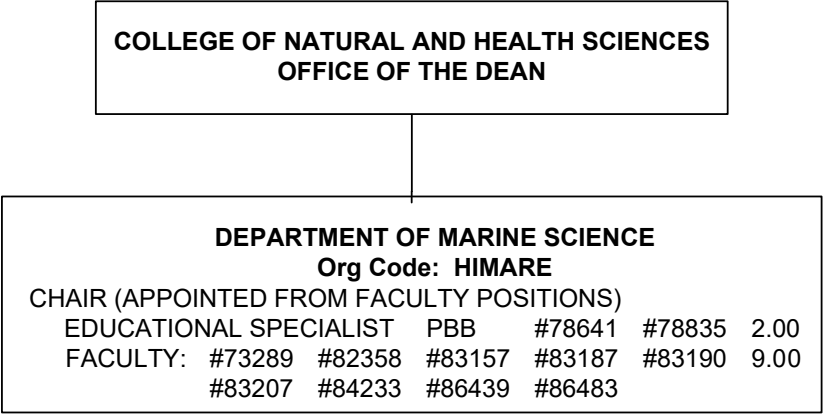 COLLEGE OF NATURAL AND HEALTH SCIENCES
OFFICE OF THE DEAN
DEPARTMENT OF MARINE SCIENCE
Org Code: HIMARE
CHAIR (APPOINTED FROM FACULTY POSITIONS)
EDUCATIONAL SPECIALIST PBB #78641 #78835 2.00
FACULTY: #73289 #82358 #83157 #83187 #83190 9.00
#83207 #84233 #86439 #86483